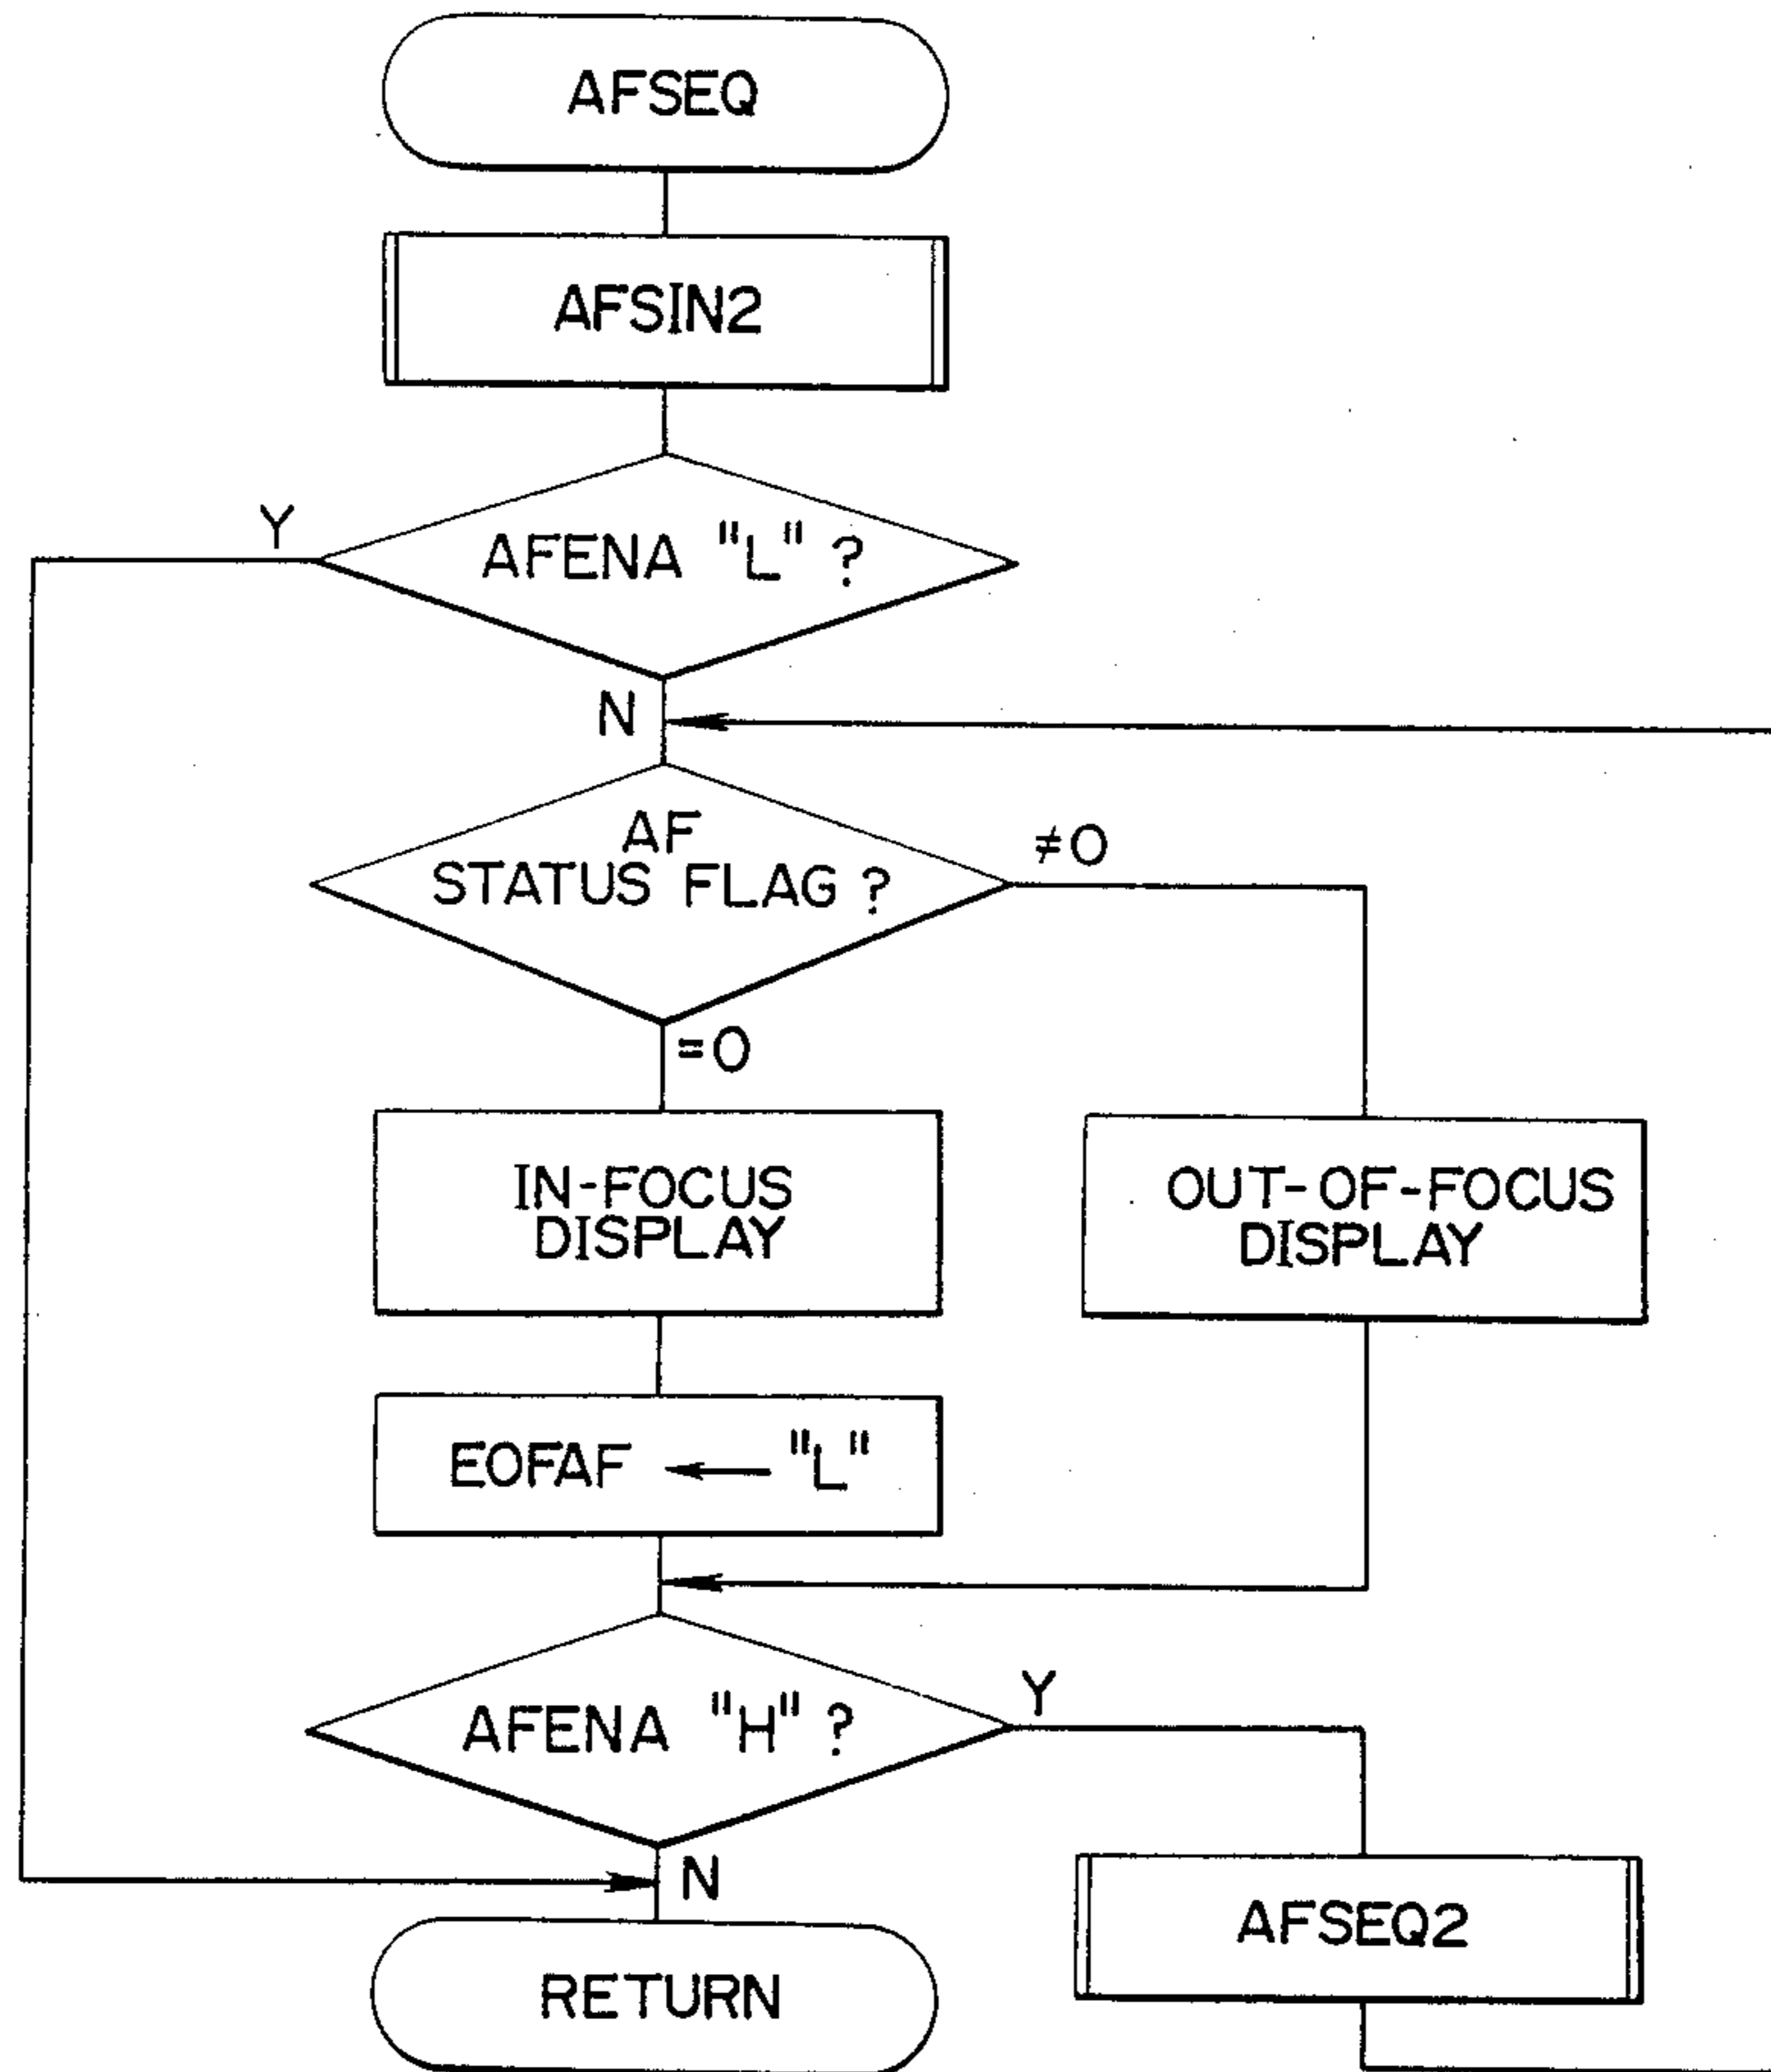 AFSEQ
AFSIN2
Y
AFENA "L" ?
N
AF
STATUS FLAG ?
≠0
=0
IN-FOCUS
DISPLAY
OUT-OF-FOCUS
DISPLAY
EOFAF ← "L"
AFENA "H" ?
Y
N
AFSEQ2
RETURN